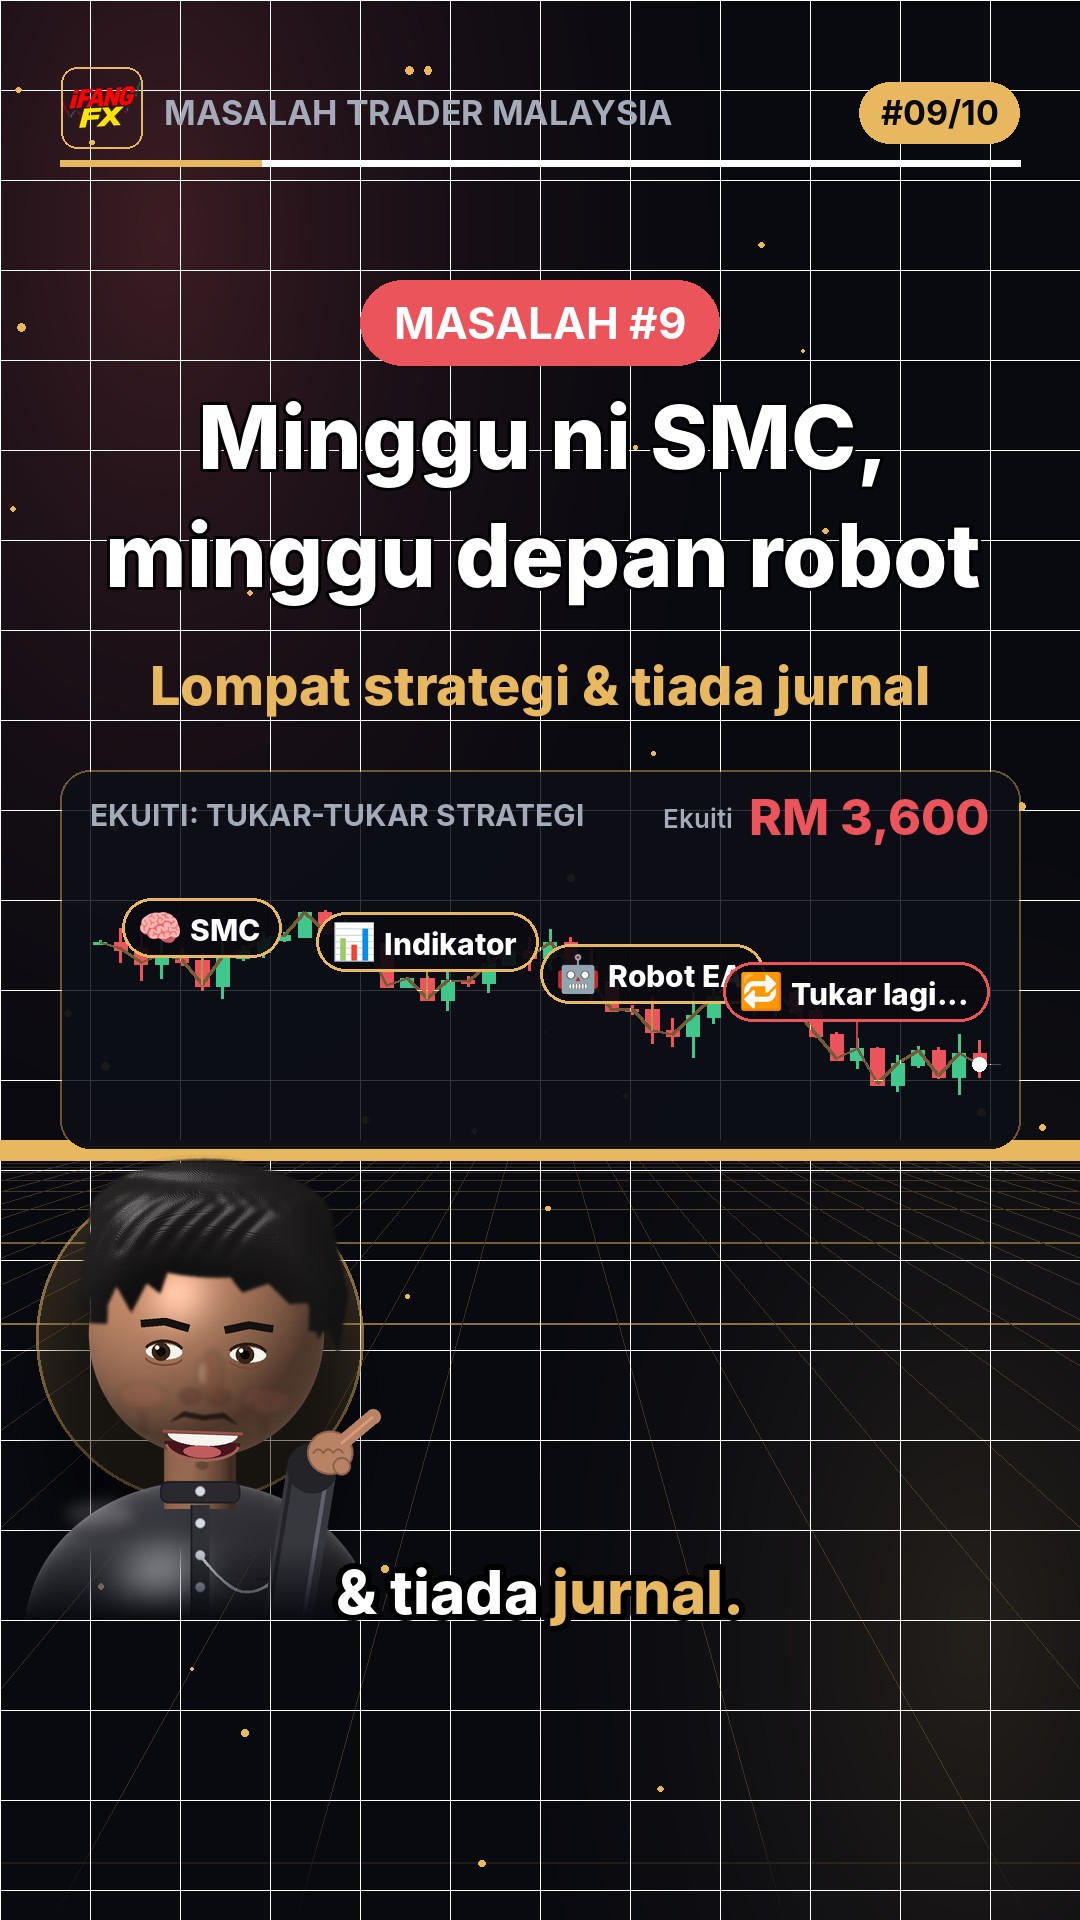 iFANG
FX
MASALAH TRADER MALAYSIA
#09/10
MASALAH #9
Minggu ni SMC,
minggu depan robot
Lompat strategi & tiada jurnal
EKUITI: TUKAR-TUKAR STRATEGI
Ekuiti RM 3,600
SMC
Indikator
Robot EA
Tukar lagi...
& tiada jurnal.